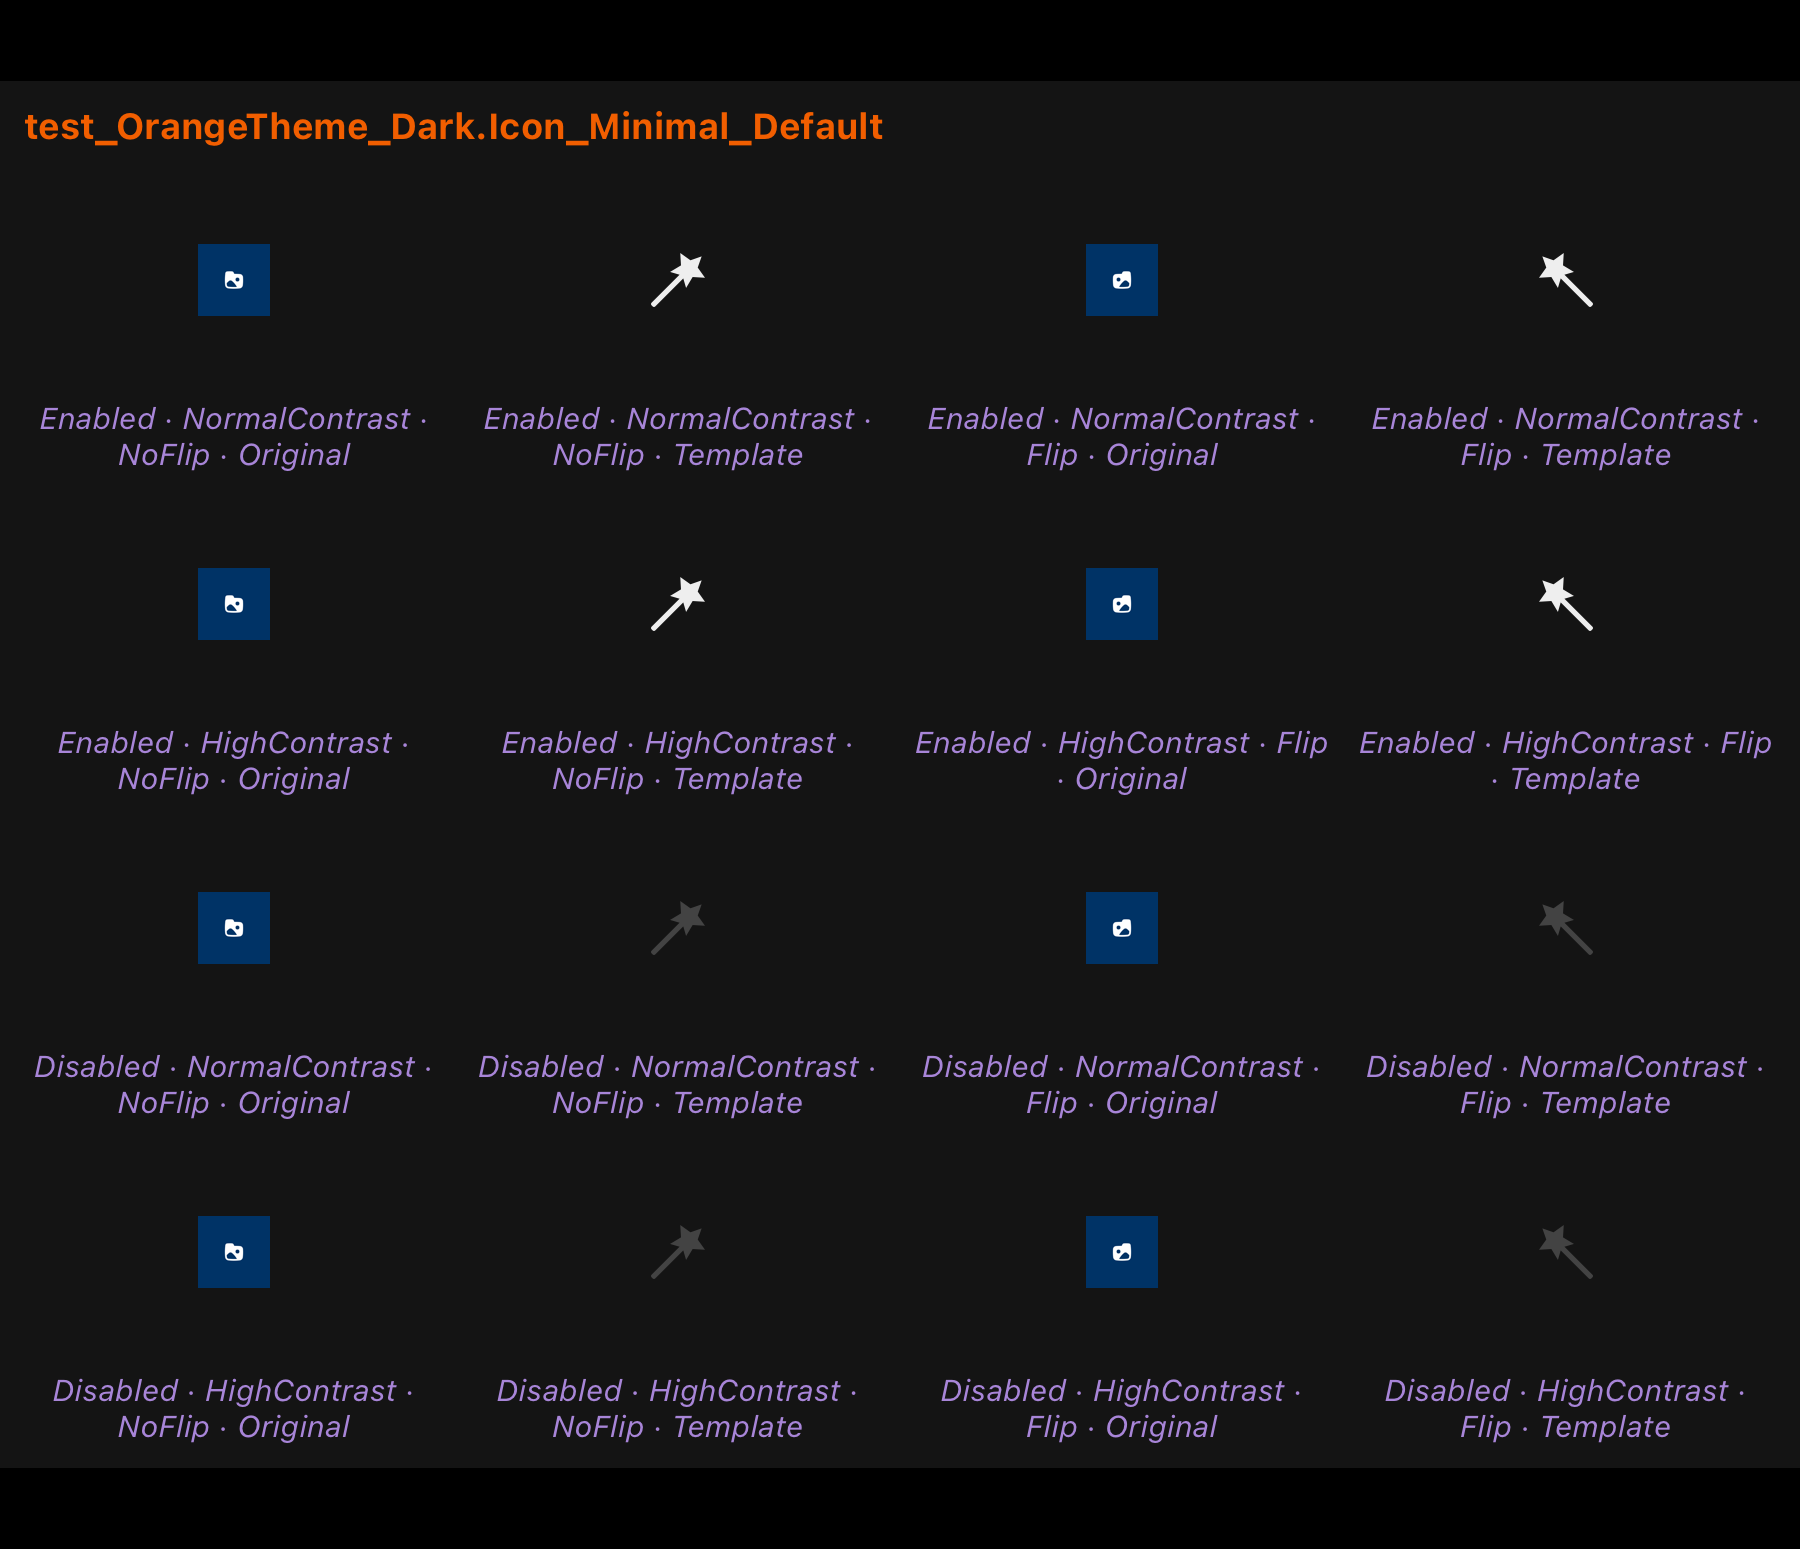 test_OrangeTheme_Dark.Icon_Minimal_Default
Enabled · NormalContrast ·
NoFlip · Original
Enabled · NormalContrast ·
NoFlip · Template
Enabled · NormalContrast ·
Flip · Original
Enabled · NormalContrast ·
Flip · Template
Enabled · HighContrast ·
NoFlip · Original
Enabled · HighContrast ·
NoFlip · Template
Enabled · HighContrast · Flip
· Original
Enabled · HighContrast · Flip
· Template
Disabled · NormalContrast ·
NoFlip · Original
Disabled · NormalContrast ·
NoFlip · Template
Disabled · NormalContrast ·
Flip · Original
Disabled · NormalContrast ·
Flip · Template
Disabled · HighContrast ·
NoFlip · Original
Disabled · HighContrast ·
NoFlip · Template
Disabled · HighContrast ·
Flip · Original
Disabled · HighContrast ·
Flip · Template